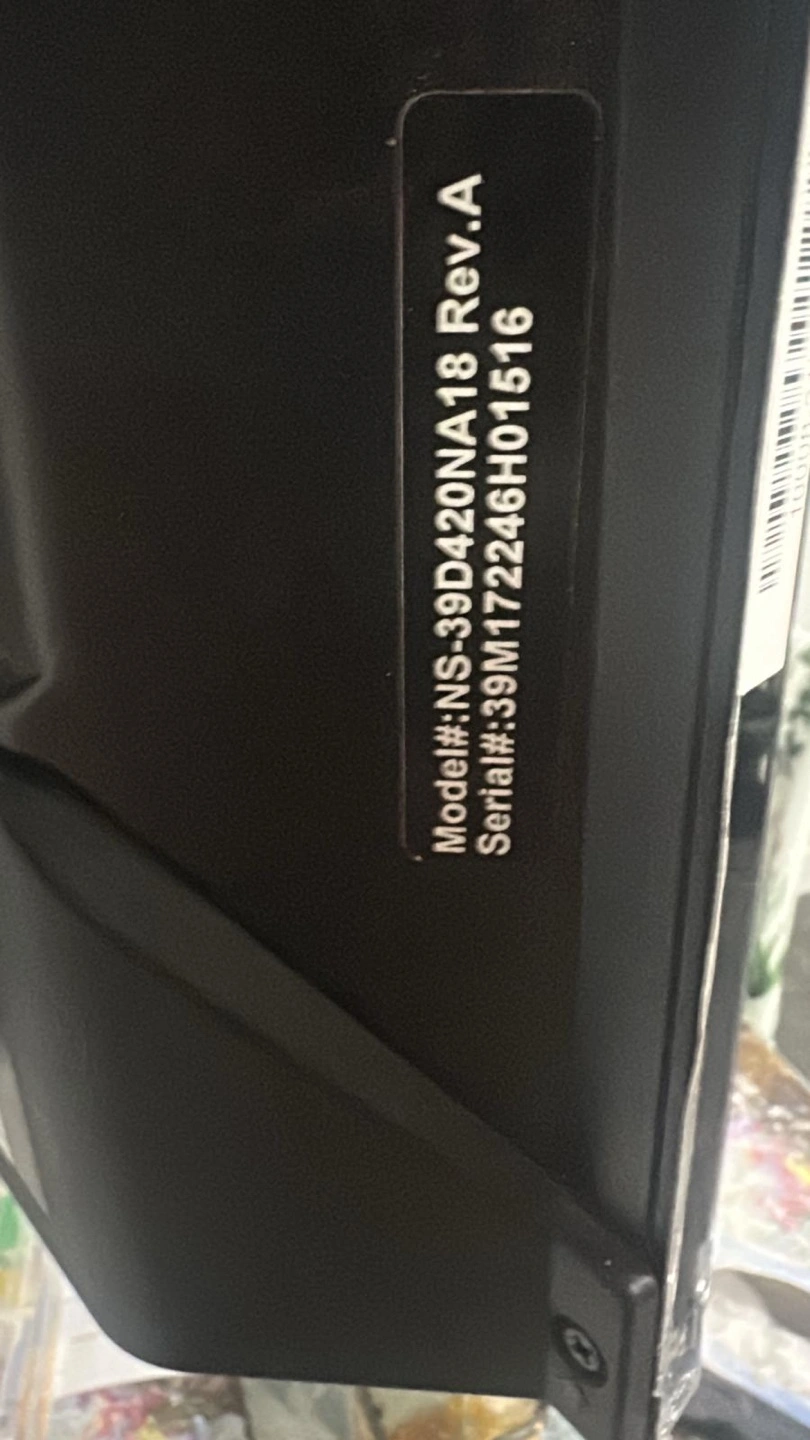 Model#:NS-39D420NA18 Rev.A
Serial#:39M172246H01516